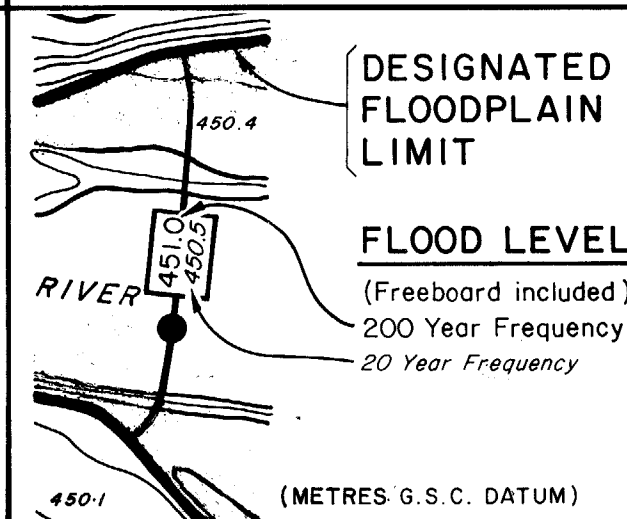 DESIGNATED
FLOODPLAIN
LIMIT
450.4
451.0
450.5
FLOOD LEVEL
(Freeboard included)
200 Year Frequency
20 Year Frequency
RIVER
450.1
(METRES G.S.C. DATUM)